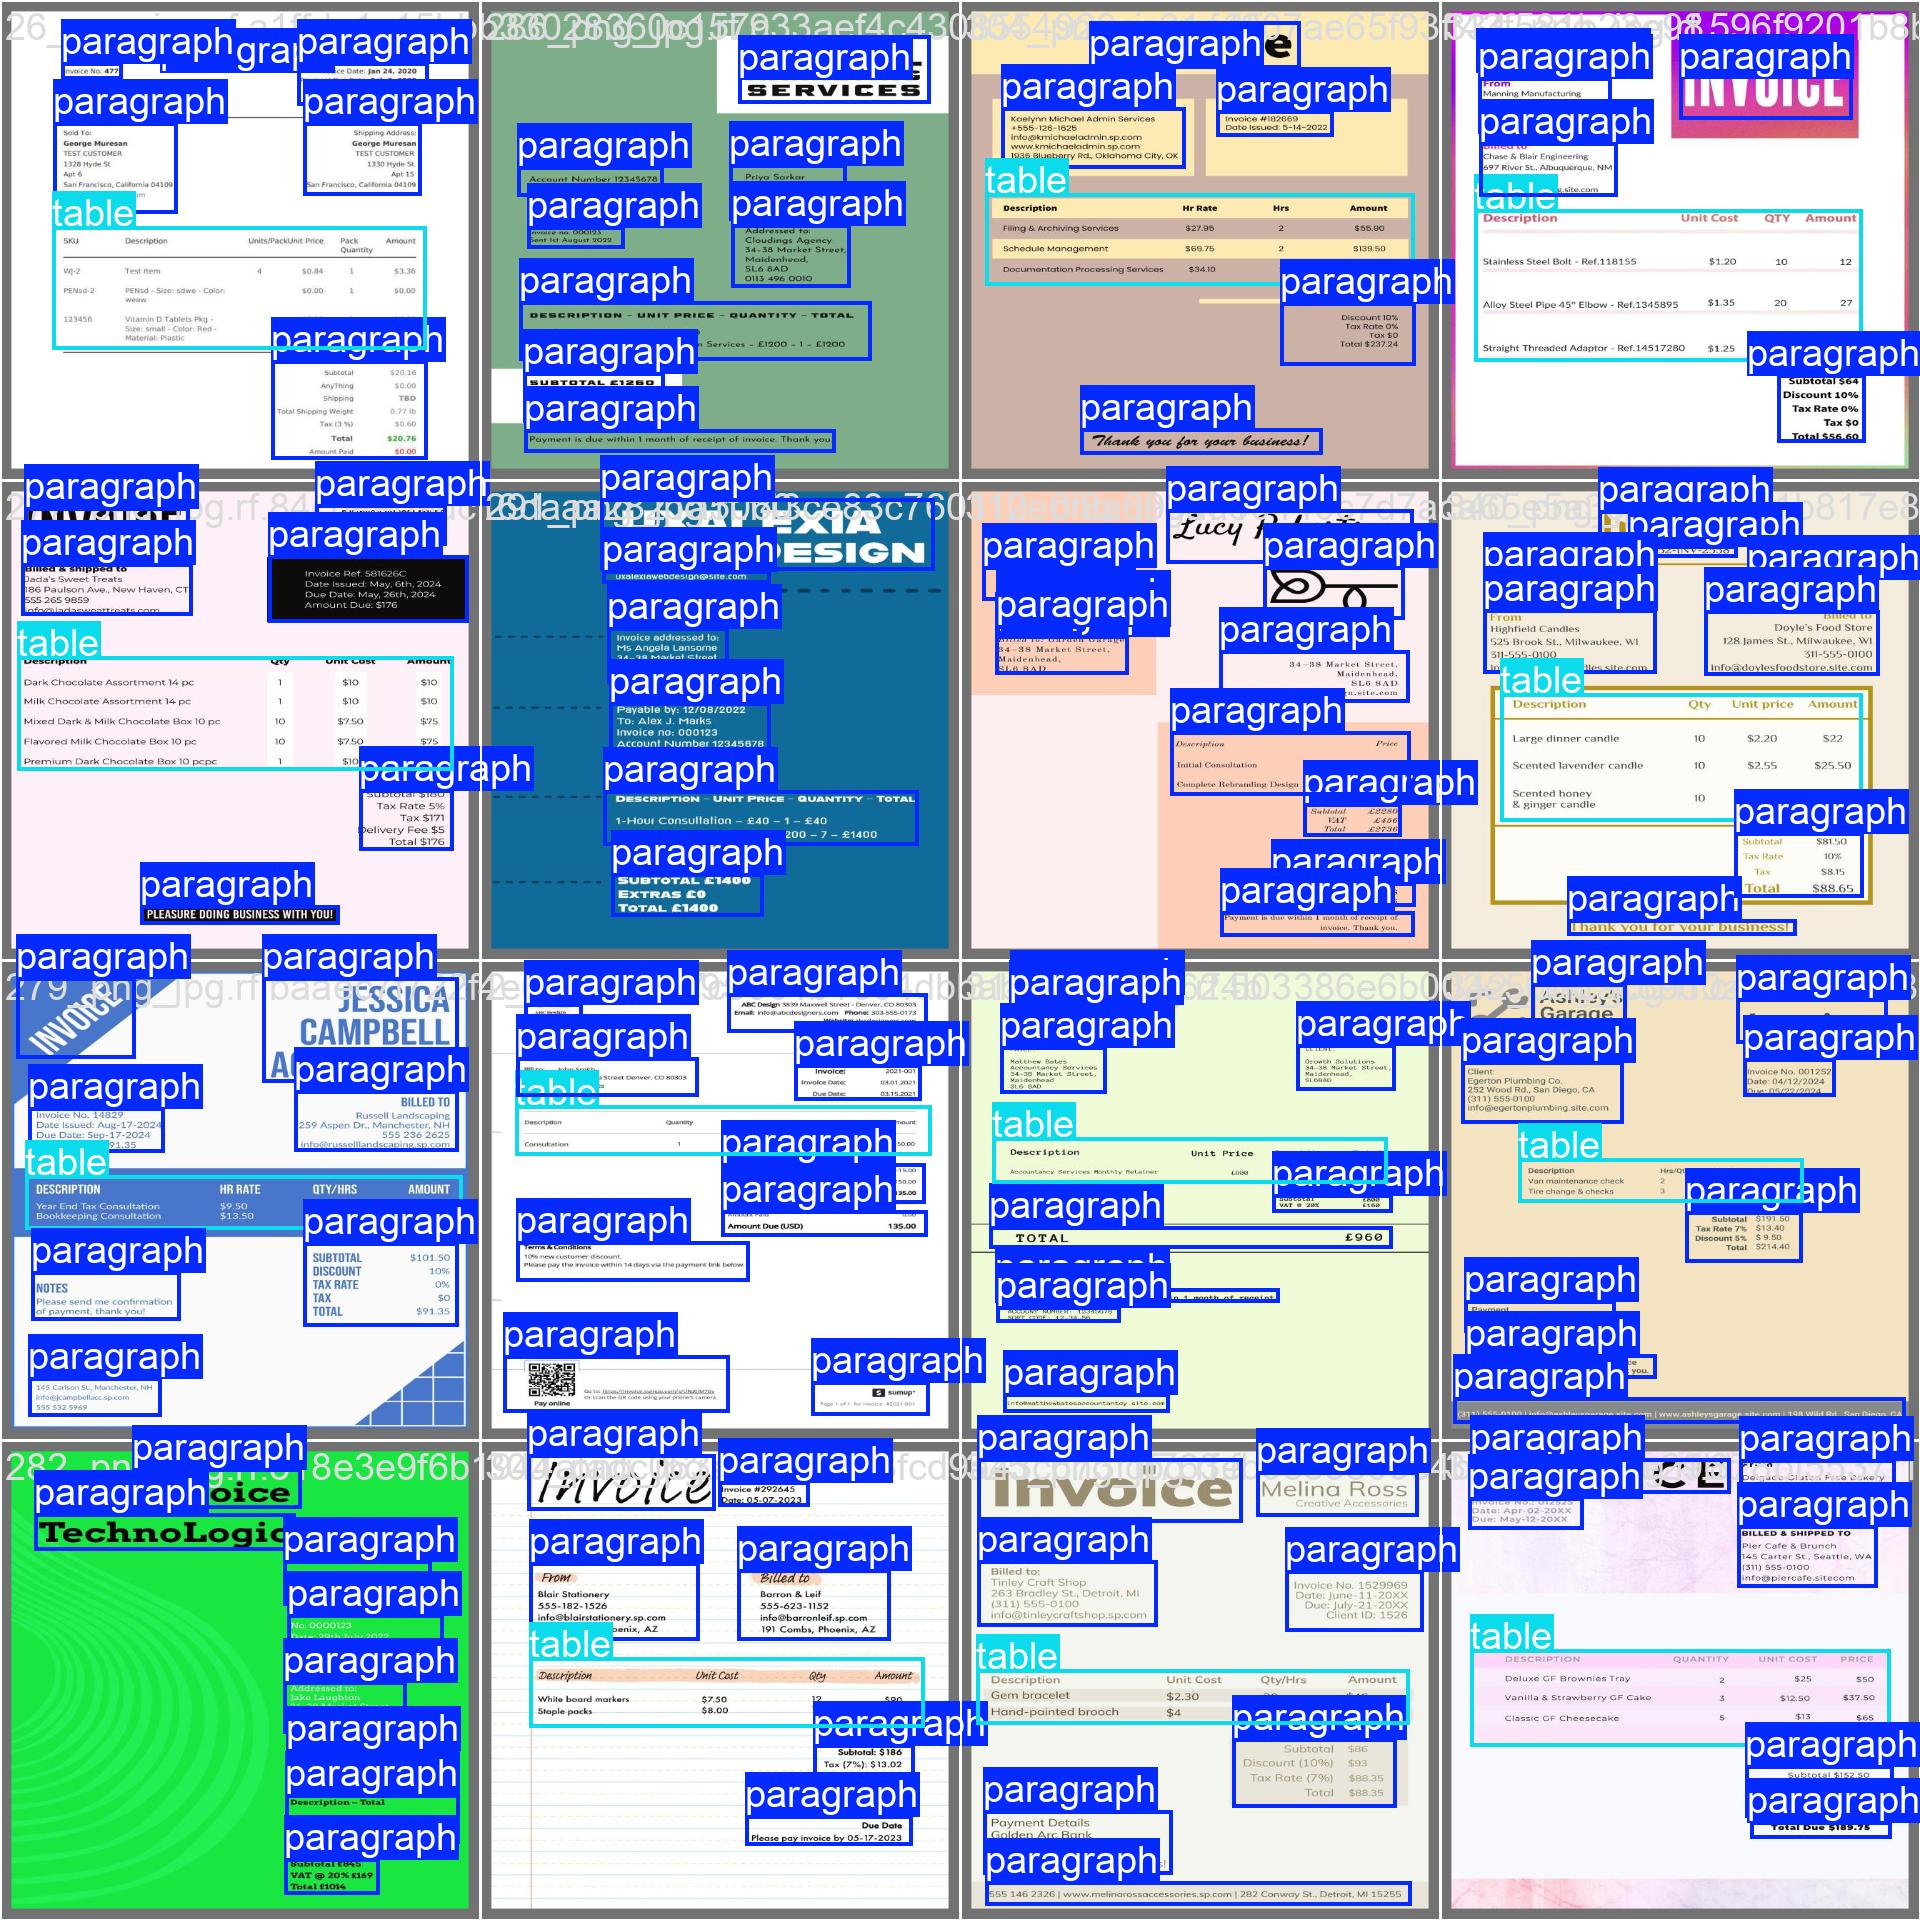 paragraph
paragraph
Invoice No: 477
Date: Jan 24, 2020
paragraph
paragraph
Sold To:
George Muresan
TEST CUSTOMER
1328 Hyde St
Apt 6
San Francisco, California 04109
Shipping Address:
George Muresan
TEST CUSTOMER
1330 Hyde St
Apt 15
San Francisco, California 04109
table
SKU Description Units/Pack Unit Price Pack Quantity Amount
WJ-2 Test Item 4 $0.84 1 $3.36
PENsd-2 PENsd - Size: sdwe - Color: weew $0.00 1 $0.00
123456 Vitamin D Tablets Pkg - Size: small - Color: Red - Material: Plastic
paragraph
Subtotal $20.16
AnyThing $0.00
Shipping TBD
Total Shipping Weight 0.77 lb
Tax (3 %) $0.60
Total $20.76
Amount Paid $0.00
paragraph
SERVICES
paragraph
Account Number 12345678
paragraph
Priya Sarkar
paragraph
Invoice no. 000123
Sent 1st August 2022
paragraph
Addressed to:
Cloudings Agency
34-38 Market Street,
Maidenhead,
SL6 8AD
0113 496 0010
paragraph
DESCRIPTION - UNIT PRICE - QUANTITY - TOTAL
Services - £1200 - 1 - £1200
paragraph
SUBTOTAL £1260
paragraph
Payment is due within 1 month of receipt of invoice. Thank you.
paragraph
paragraph
Kaelynn Michael Admin Services
+555-126-1625
info@kmichaeladmin.sp.com
www.kmichaeladmin.sp.com
1936 Blueberry Rd., Oklahoma City, OK
paragraph
Invoice #182669
Date Issued: 5-14-2022
table
Description Hr Rate Hrs Amount
Filing & Archiving Services $27.95 2 $55.90
Schedule Management $69.75 2 $139.50
Documentation Processing Services $34.10
paragraph
Discount 10%
Tax Rate 0%
Tax $0
Total $237.24
paragraph
Thank you for your business!
paragraph
From
Manning Manufacturing
paragraph
INVOICE
paragraph
Billed to
Chase & Blair Engineering
697 River St., Albuquerque, NM
table
Description Unit Cost QTY Amount
Stainless Steel Bolt - Ref.118155 $1.20 10 12
Alloy Steel Pipe 45° Elbow - Ref.1345895 $1.35 20 27
Straight Threaded Adaptor - Ref.14517280 $1.25
paragraph
Subtotal $64
Discount 10%
Tax Rate 0%
Tax $0
Total $56.60
paragraph
paragraph
paragraph
Billed & shipped to
Jada's Sweet Treats
186 Paulson Ave., New Haven, CT
555 265 9859
info@jadasweattreats.com
paragraph
Invoice Ref. 581626C
Date Issued: May, 6th, 2024
Due Date: May, 26th, 2024
Amount Due: $176
table
Description Qty Unit Cost Amount
Dark Chocolate Assortment 14 pc 1 $10 $10
Milk Chocolate Assortment 14 pc 1 $10 $10
Mixed Dark & Milk Chocolate Box 10 pc 10 $7.50 $75
Flavored Milk Chocolate Box 10 pc 10 $7.50 $75
Premium Dark Chocolate Box 10 pcpc 1 $10
paragraph
Subtotal $180
Tax Rate 5%
Tax $171
Delivery Fee $5
Total $176
paragraph
PLEASURE DOING BUSINESS WITH YOU!
paragraph
paragraph
uxalexiawebdesign@site.com
paragraph
Invoice addressed to:
Ms Angela Lansome
34-38 Market Street
paragraph
Payable by: 12/08/2022
To: Alex J. Marks
Invoice no: 000123
Account Number 12345678
paragraph
DESCRIPTION - UNIT PRICE - QUANTITY - TOTAL
1-Hour Consultation - £40 - 1 - £40
200 - 7 - £1400
paragraph
SUBTOTAL £1400
EXTRAS £0
TOTAL £1400
paragraph
Lucy
paragraph
paragraph
paragraph
Billed to: Garden Garage
34-38 Market Street,
Maidenhead,
SL6 8AD
paragraph
34-38 Market Street,
Maidenhead,
SL6 8AD
paragraph
Description Price
Initial Consultation
Complete Rebranding Design
paragraph
Subtotal £2280
VAT £456
Total £2736
paragraph
paragraph
Payment is due within 1 month of receipt of
invoice. Thank you.
paragraph
paragraph
paragraph
paragraph
paragraph
From
Highfield Candles
525 Brook St., Milwaukee, WI
311-555-0100
paragraph
Billed to
Doyle's Food Store
128 James St., Milwaukee, WI
311-555-0100
info@doylesfoodstore.site.com
table
Description Qty Unit price Amount
Large dinner candle 10 $2.20 $22
Scented lavender candle 10 $2.55 $25.50
Scented honey & ginger candle 10
paragraph
Subtotal $81.50
Tax Rate 10%
Tax $8.15
Total $88.65
paragraph
Thank you for your business!
paragraph
INVOICE
paragraph
JESSICA
CAMPBELL
paragraph
Invoice No. 14829
Date Issued: Aug-17-2024
Due Date: Sep-17-2024
paragraph
BILLED TO
Russell Landscaping
259 Aspen Dr., Manchester, NH
555 236 2625
info@russelllandscaping.sp.com
table
DESCRIPTION HR RATE QTY/HRS AMOUNT
Year End Tax Consultation $9.50
Bookkeeping Consultation $13.50
paragraph
SUBTOTAL $101.50
DISCOUNT 10%
TAX RATE 0%
TAX $0
TOTAL $91.35
paragraph
NOTES
Please send me confirmation
of payment, thank you!
paragraph
145 Carlson St., Manchester, NH
info@jcampbellacc.sp.com
555 532 5969
paragraph
paragraph
ABC Design 3839 Maxwell Street - Denver, CO 80303
Email: info@abcdesigners.com Phone: 303-555-0173
paragraph
Street Denver, CO 80303
paragraph
Invoice: 2021-001
Invoice Date: 03.01.2021
Due Date: 03.15.2021
table
Description Quantity
Consultation 1
paragraph
paragraph
Amount Due (USD) 135.00
paragraph
Terms & Conditions
10% new customer discount.
Please pay the invoice within 14 days via the payment link below.
paragraph
Pay online
Or scan the QR code using your phone's camera.
paragraph
sumup
paragraph
paragraph
Matthew Bates
Accountancy Services
34-38 Market Street,
Maidenhead
SL6 8AD
paragraph
Growth Solutions
34-38 Market Street,
Maidenhead,
SL68AD
table
Description Unit Price
Accountancy Services Monthly Retainer £800
paragraph
Subtotal £800
VAT @ 20% £160
paragraph
TOTAL £960
paragraph
paragraph
ACCOUNT NUMBER: 12345678
SORT CODE: 12-34-56
paragraph
info@matthewbatesaccountancy.site.com
paragraph
Ashley's
Garage
paragraph
paragraph
Client:
Egerton Plumbing Co.
252 Wood Rd., San Diego, CA
(311) 555-0100
info@egertonplumbing.site.com
paragraph
Invoice No. 001252
Date: 04/12/2024
Due: 05/22/2024
table
Description Hrs/Qty
Van maintenance check 2
Tire change & checks 3
paragraph
Subtotal $191.50
Tax Rate 7% $13.40
Discount 5% $ 9.50
Total $214.40
paragraph
Payment
paragraph
paragraph
(311) 555-0100 | info@ashleysgarage.site.com | www.ashleysgarage.site.com | 198 Wild Rd., San Diego, CA
paragraph
paragraph
TechnoLogic
paragraph
paragraph
No. 0000123
Date: 29th July 2022
paragraph
Addressed to:
Jake Laughton
paragraph
paragraph
Description - Total
paragraph
Subtotal £845
VAT @ 20% £169
Total £1014
paragraph
Invoice
paragraph
Invoice #292645
Date: 05-07-2023
paragraph
From
Blair Stationery
555-182-1526
info@blairstationery.sp.com
paragraph
Billed to
Barron & Leif
555-623-1152
info@barronleif.sp.com
191 Combs, Phoenix, AZ
table
Description Unit Cost Qty Amount
White board markers $7.50 12 $90
Staple packs $8.00
paragraph
Subtotal: $186
Tax (7%): $13.02
paragraph
Due Date
Please pay invoice by 05-17-2023
paragraph
Invoice
paragraph
Melina Ross
Creative Accessories
paragraph
Billed to:
Tinley Craft Shop
263 Bradley St., Detroit, MI
(311) 555-0100
info@tinleycraftshop.sp.com
paragraph
Invoice No. 1529969
Date: June-11-20XX
Due: July-21-20XX
Client ID: 1526
table
Description Unit Cost Qty/Hrs Amount
Gem bracelet $2.30
Hand-painted brooch $4
paragraph
Subtotal $86
Discount (10%) $93
Tax Rate (7%) $88.35
Total $88.35
paragraph
Payment Details
Golden Arc Bank
paragraph
555 146 2326 | www.melinarossaccessories.sp.com | 282 Conway St., Detroit, MI 15255
paragraph
paragraph
Delgado Gluten Free Bakery
paragraph
Invoice No.: 012525
Date: Apr-02-20XX
Due: May-12-20XX
paragraph
BILLED & SHIPPED TO
Pier Cafe & Brunch
145 Carter St., Seattle, WA
(311) 555-0100
info@piercafe.sitecom
table
DESCRIPTION QUANTITY UNIT COST PRICE
Deluxe GF Brownies Tray 2 $25 $50
Vanilla & Strawberry GF Cake 3 $12.50 $37.50
Classic GF Cheesecake 5 $13 $65
paragraph
Subtotal $152.50
paragraph
Total Due $189.75